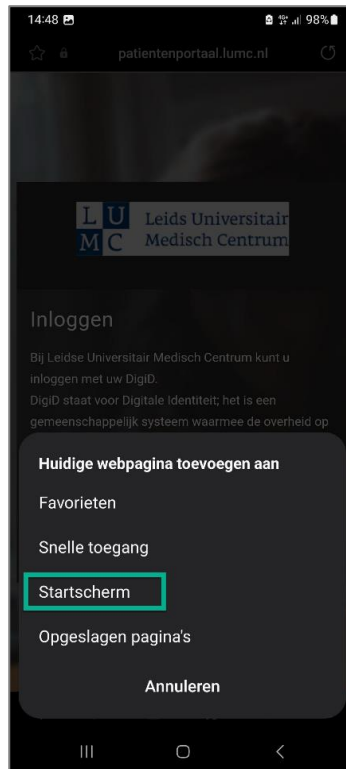 14:48 4G+ 98%
patientenportaal.lumc.nl
L U Leids Universitair
M C Medisch Centrum
Inloggen
Bij Leidse Universitair Medisch Centrum kunt u
inloggen met uw DigiD.
DigiD staat voor Digitale Identiteit; het is een
gemeenschappelijk systeem waarmee de overheid op
Huidige webpagina toevoegen aan
Favorieten
Snelle toegang
Startscherm
Opgeslagen pagina's
Annuleren